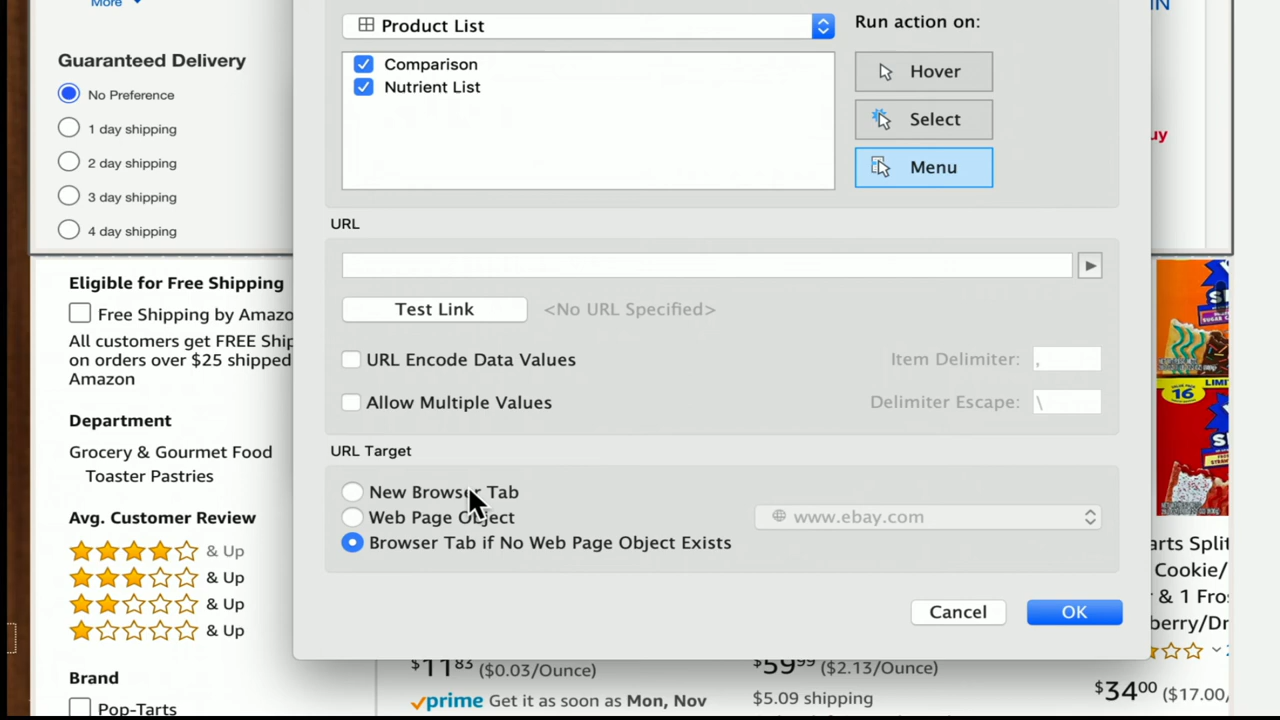 More
IN
Guaranteed Delivery
No Preference
1 day shipping
2 day shipping
3 day shipping
4 day shipping
Product List
Comparison
Nutrient List
Run action on:
Hover
Select
Menu
uy
URL
Test Link
<No URL Specified>
URL Encode Data Values
Item Delimiter:
,
Allow Multiple Values
Delimiter Escape:
\
URL Target
New Browser Tab
Web Page Object
www.ebay.com
Browser Tab if No Web Page Object Exists
Cancel
OK
Eligible for Free Shipping
Free Shipping by Amazo
All customers get FREE Ship
on orders over $25 shipped
Amazon
Department
Grocery & Gourmet Food
Toaster Pastries
Avg. Customer Review
& Up
& Up
& Up
& Up
Brand
Pop-Tarts
$11 83 ($0.03/Ounce)
prime Get it as soon as Mon, Nov
$59 99 ($2.13/Ounce)
$5.09 shipping
16
arts Split
Cookie/
r & 1 Fros
berry/Dr
$34 00 ($17.00/